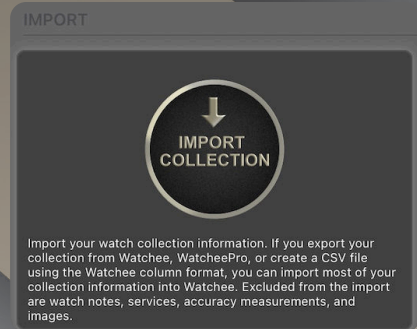 IMPORT
IMPORT
COLLECTION
Import your watch collection information. If you export your
collection from Watchee, WatcheePro, or create a CSV file
using the Watchee column format, you can import most of your
collection information into Watchee. Excluded from the import
are watch notes, services, accuracy measurements, and
images.